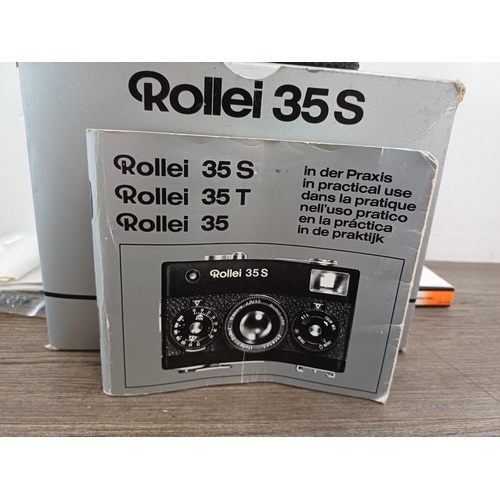 Rollei 35 S
Rollei 35 S
Rollei 35 T
Rollei 35
in der Praxis
in practical use
dans la pratique
nell'uso pratico
en la práctica
in de praktijk
Rollei 35 S